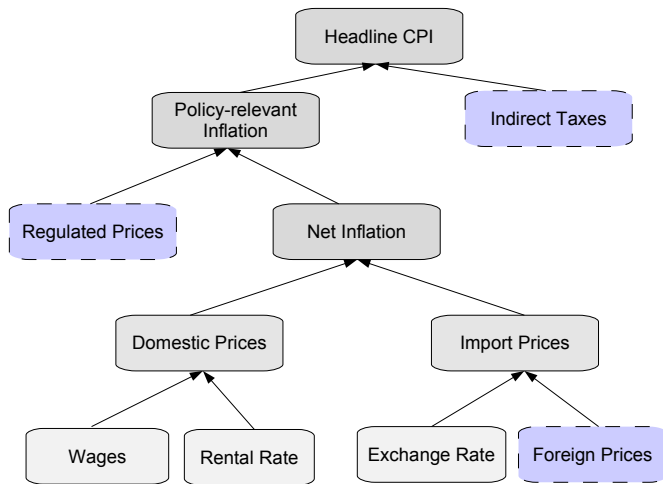 Headline CPI
Policy-relevant
Inflation
Indirect Taxes
Regulated Prices
Net Inflation
Domestic Prices
Import Prices
Wages
Rental Rate
Exchange Rate
Foreign Prices